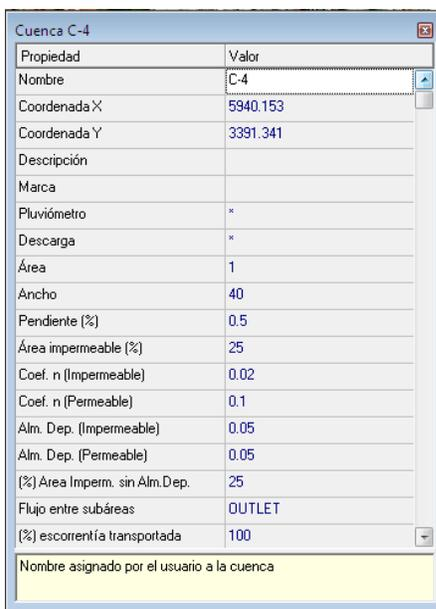 Cuenca C-4
Propiedad Valor
Nombre C-4
Coordenada X 5940.153
Coordenada Y 3391.341
Descripción
Marca
Pluviómetro *
Descarga *
Área 1
Ancho 40
Pendiente (%) 0.5
Área impermeable (%) 25
Coef. n (Impermeable) 0.02
Coef. n (Permeable) 0.1
Alm. Dep. (Impermeable) 0.05
Alm. Dep. (Permeable) 0.05
(%) Area Imperm. sin Alm.Dep. 25
Flujo entre subáreas OUTLET
(%) escorrentía transportada 100
Nombre asignado por el usuario a la cuenca